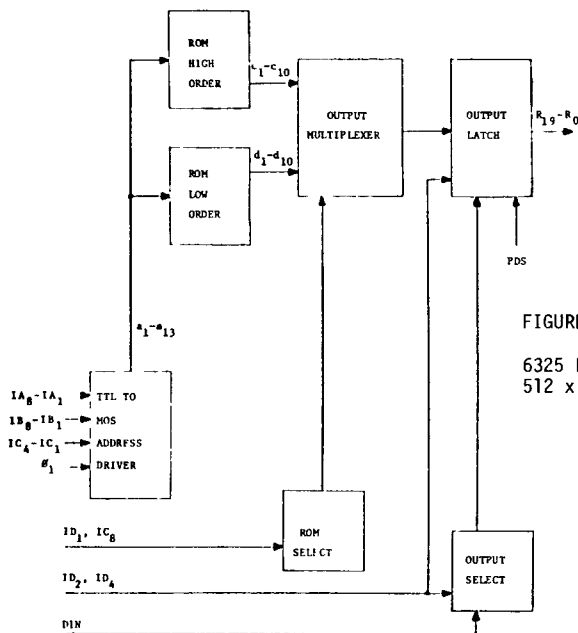 ROM
HIGH
ORDER
c₁-c₁₀
OUTPUT
MULTIPLEXER
OUTPUT
LATCH
R₁₉-R₀
ROM
LOW
ORDER
d₁-d₁₀
PDS
a₁-a₁₃
FIGURE
6325
512 x
IA₈-IA₁
IB₈-IB₁
IC₄-IC₁
Ø₁
TTL TO
MOS
ADDRESS
DRIVER
ID₁, IC₈
ROM
SELECT
ID₂, ID₄
OUTPUT
SELECT
DIN